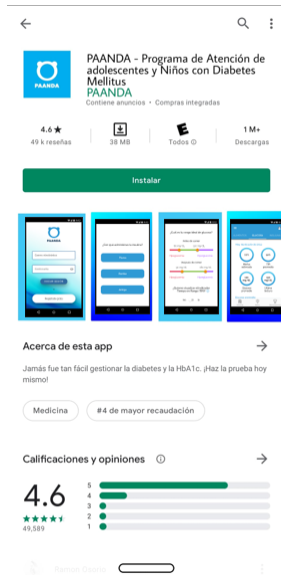 PAANDA - Programa de Atención de
adolescentes y Niños con Diabetes
Mellitus
PAANDA
Contiene anuncios • Compras integradas
PAANDA
4.6★
49 k reseñas
38 MB
E
Todos
1 M+
Descargas
Instalar
PAANDA
Acerca de esta app
Jamás fue tan fácil gestionar la diabetes y la HbA1c. ¡Haz la prueba hoy
mismo!
Medicina
#4 de mayor recaudación
Calificaciones y opiniones
4.6
49,589
5
4
3
2
1